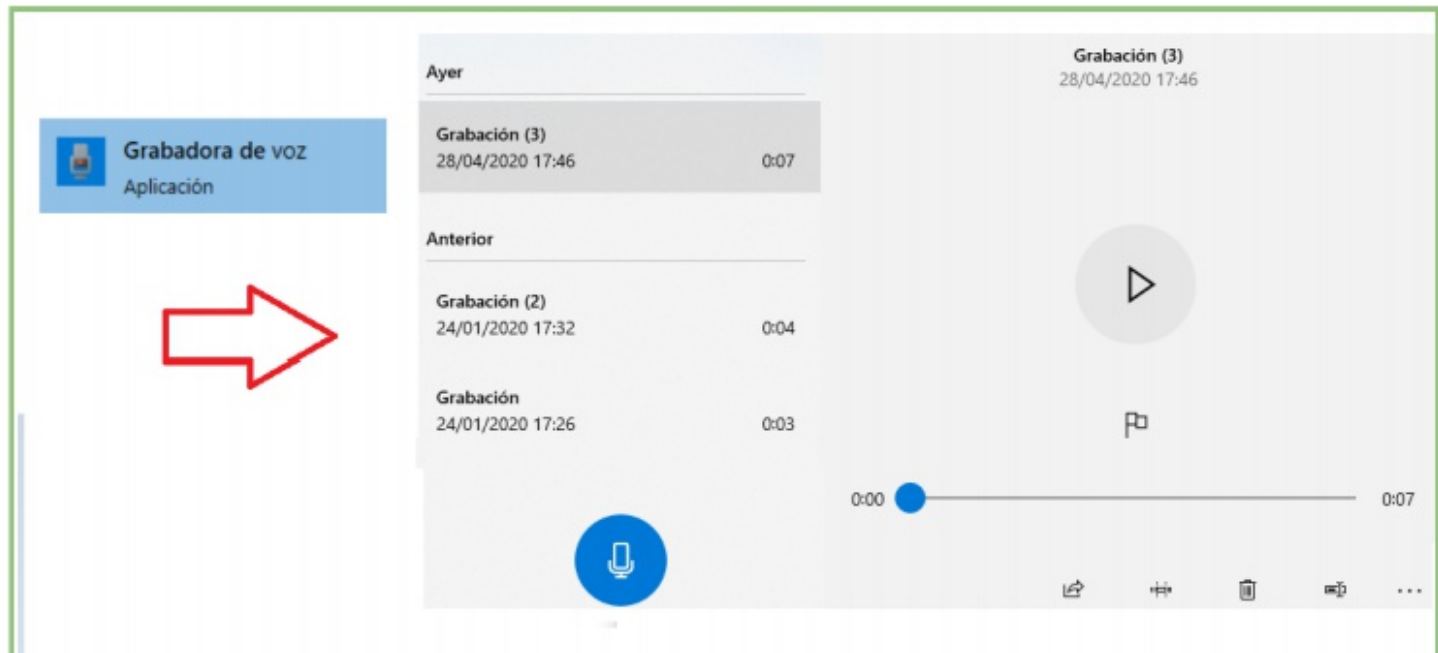 Grabadora de voz
Aplicación
Ayer
Grabación (3)
28/04/2020 17:46 0:07
Anterior
Grabación (2)
24/01/2020 17:32 0:04
Grabación
24/01/2020 17:26 0:03
Grabación (3)
28/04/2020 17:46
0:00 0:07